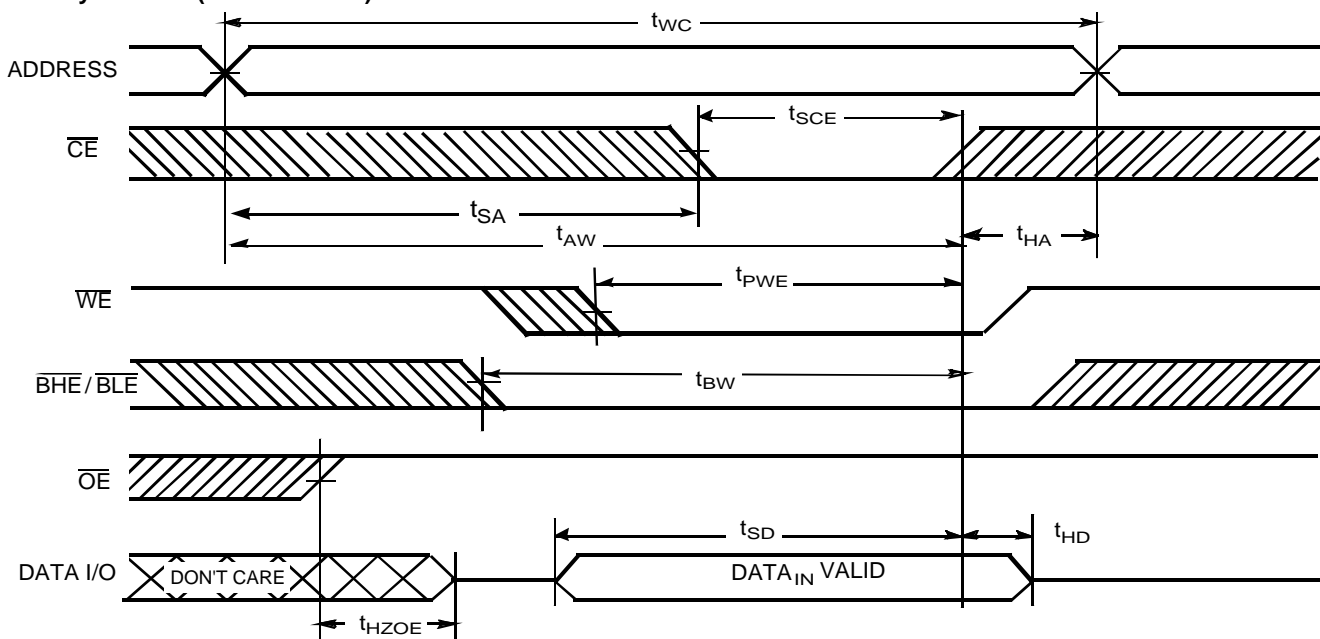 tWC
ADDRESS
tSCE
CE
tSA
tAW
tHA
tPWE
WE
BHE/BLE
tBW
OE
tSD
tHD
DATA I/O
DON'T CARE
DATAIN VALID
tHZOE